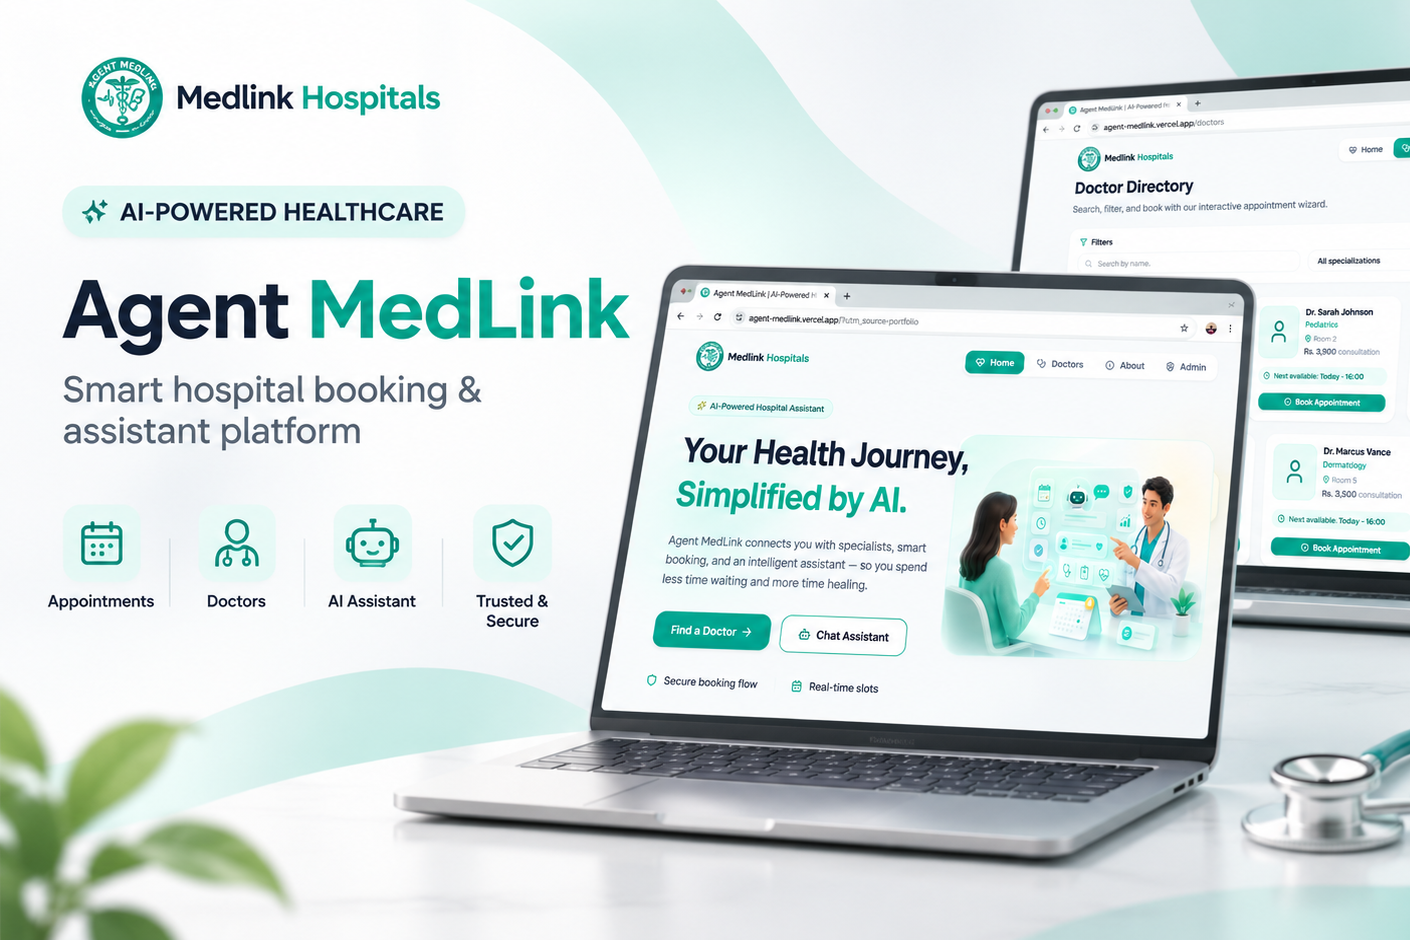 AGENT MEDLINK
Medlink Hospitals
AI-POWERED HEALTHCARE
Agent MedLink
Smart hospital booking &
assistant platform
Appointments
Doctors
AI Assistant
Trusted &
Secure
Agent MedLink | AI-Powered H
agent-medlink.vercel.app/?utm_source-portfolio
Medlink Hospitals
Home
Doctors
About
Admin
AI-Powered Hospital Assistant
Your Health Journey,
Simplified by AI.
Agent MedLink connects you with specialists, smart
booking, and an intelligent assistant — so you spend
less time waiting and more time healing.
Find a Doctor →
Chat Assistant
Secure booking flow
Real-time slots
Agent MedLink | AI-Powered H
agent-medlink.vercel.app/doctors
Medlink Hospitals
Home
Doctor Directory
Search, filter, and book with our interactive appointment wizard.
Filters
Search by name.
All specializations
Dr. Sarah Johnson
Pediatrics
Room 2
Rs. 3,900 consultation
Next available: Today - 16:00
Book Appointment
Dr. Marcus Vance
Dermatology
Room 5
Rs. 3,500 consultation
Next available: Today - 16:00
Book Appointment